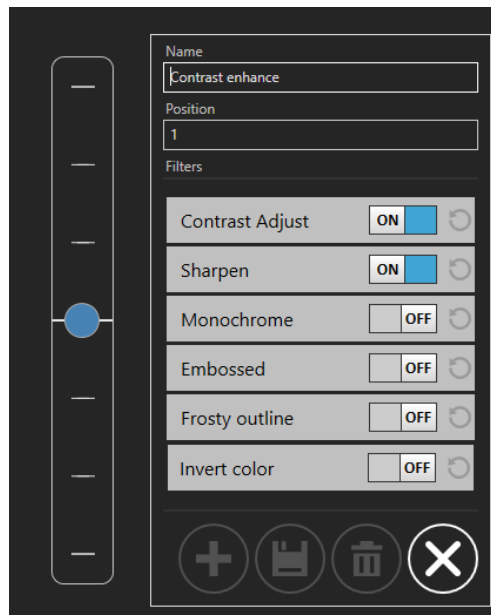 Name
Contrast enhance
Position
1
Filters
Contrast Adjust ON
Sharpen ON
Monochrome OFF
Embossed OFF
Frosty outline OFF
Invert color OFF